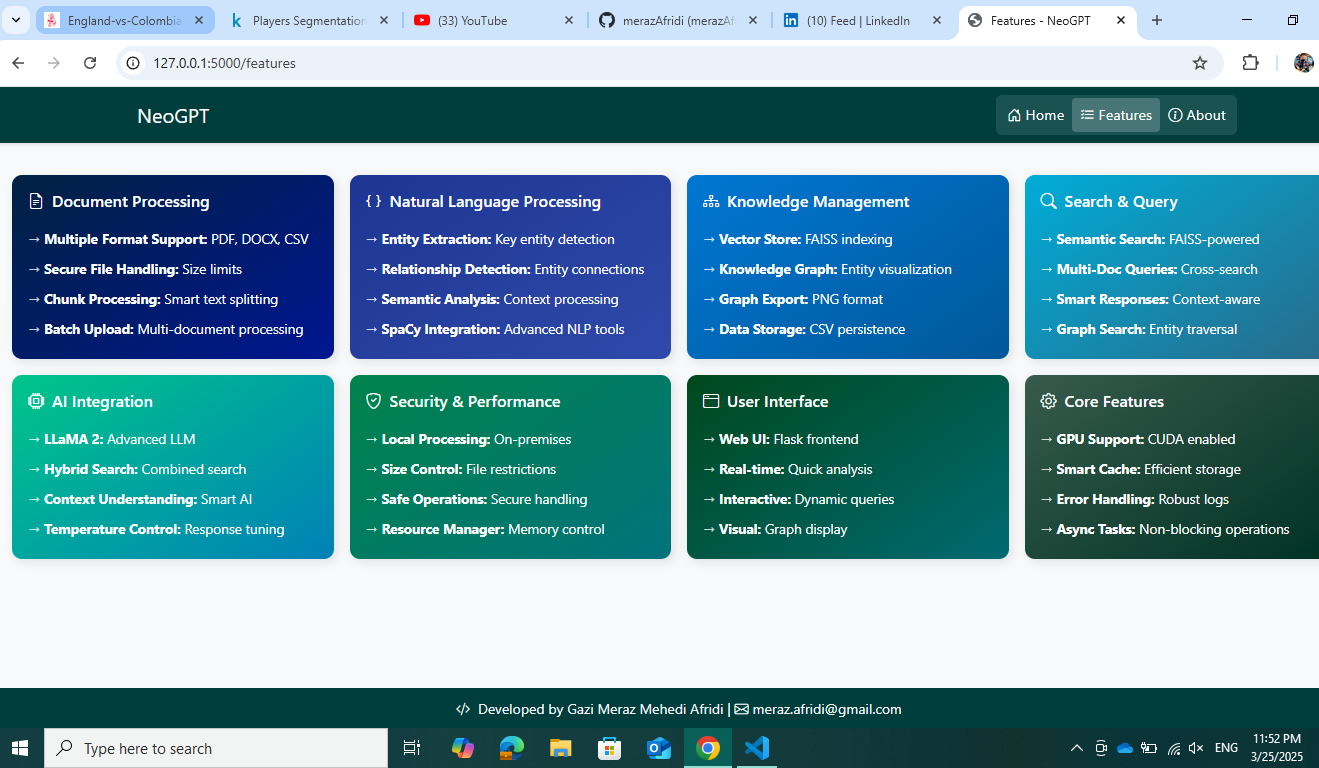 England-vs-Colombia
Players Segmentation
(33) YouTube
merazAfridi (merazAf
(10) Feed | LinkedIn
Features - NeoGPT
127.0.0.1:5000/features
NeoGPT
Home
Features
About
Document Processing
→ Multiple Format Support: PDF, DOCX, CSV
→ Secure File Handling: Size limits
→ Chunk Processing: Smart text splitting
→ Batch Upload: Multi-document processing
Natural Language Processing
→ Entity Extraction: Key entity detection
→ Relationship Detection: Entity connections
→ Semantic Analysis: Context processing
→ SpaCy Integration: Advanced NLP tools
Knowledge Management
→ Vector Store: FAISS indexing
→ Knowledge Graph: Entity visualization
→ Graph Export: PNG format
→ Data Storage: CSV persistence
Search & Query
→ Semantic Search: FAISS-powered
→ Multi-Doc Queries: Cross-search
→ Smart Responses: Context-aware
→ Graph Search: Entity traversal
AI Integration
→ LLaMA 2: Advanced LLM
→ Hybrid Search: Combined search
→ Context Understanding: Smart AI
→ Temperature Control: Response tuning
Security & Performance
→ Local Processing: On-premises
→ Size Control: File restrictions
→ Safe Operations: Secure handling
→ Resource Manager: Memory control
User Interface
→ Web UI: Flask frontend
→ Real-time: Quick analysis
→ Interactive: Dynamic queries
→ Visual: Graph display
Core Features
→ GPU Support: CUDA enabled
→ Smart Cache: Efficient storage
→ Error Handling: Robust logs
→ Async Tasks: Non-blocking operations
Developed by Gazi Meraz Mehedi Afridi | meraz.afridi@gmail.com
Type here to search
ENG
11:52 PM
3/25/2025